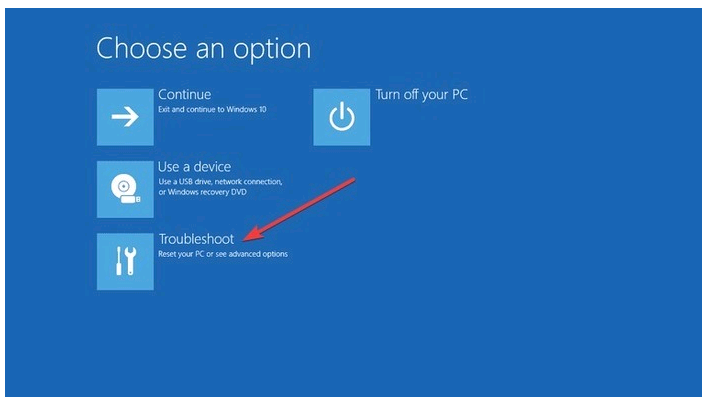 Choose an option
Continue
Exit and continue to Windows 10
Turn off your PC
Use a device
Use a USB drive, network connection,
or Windows recovery DVD
Troubleshoot
Reset your PC or see advanced options